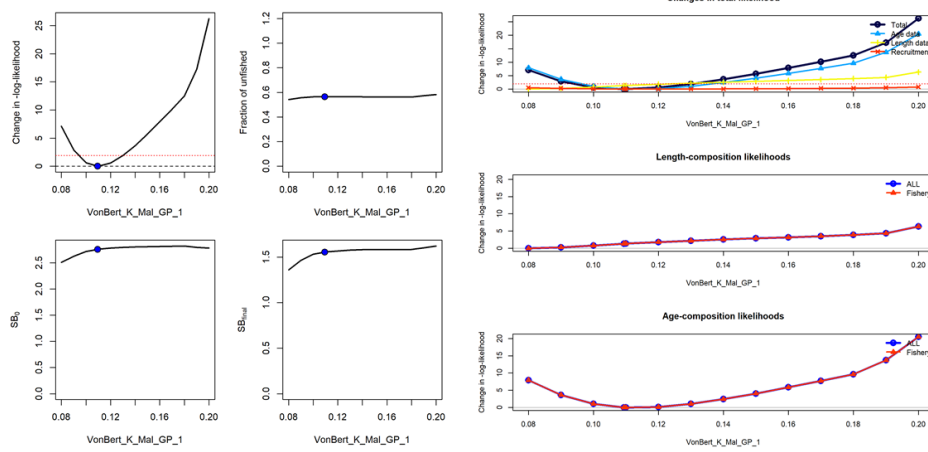 Changes in total likelihood
Change in -log-likelihood
0 5 10 15 20 25
0.08 0.12 0.16 0.20
VonBert_K_Mal_GP_1
Fraction of unfished
0.0 0.2 0.4 0.6 0.8 1.0 1.2
0.08 0.12 0.16 0.20
VonBert_K_Mal_GP_1
Change in -log-likelihood
0 5 10 20
Total
Age data
Length data
Recruitment
0.08 0.10 0.12 0.14 0.16 0.18 0.20
VonBert_K_Mal_GP_1
Length-composition likelihoods
Change in -log-likelihood
0 5 10 15 20
ALL
Fishery
0.08 0.10 0.12 0.14 0.16 0.18 0.20
VonBert_K_Mal_GP_1
SB0
0.0 0.5 1.0 1.5 2.0 2.5
0.08 0.12 0.16 0.20
VonBert_K_Mal_GP_1
SBfinal
0.0 0.5 1.0 1.5
0.08 0.12 0.16 0.20
VonBert_K_Mal_GP_1
Age-composition likelihoods
Change in -log-likelihood
0 5 10 15 20
ALL
Fishery
0.08 0.10 0.12 0.14 0.16 0.18 0.20
VonBert_K_Mal_GP_1